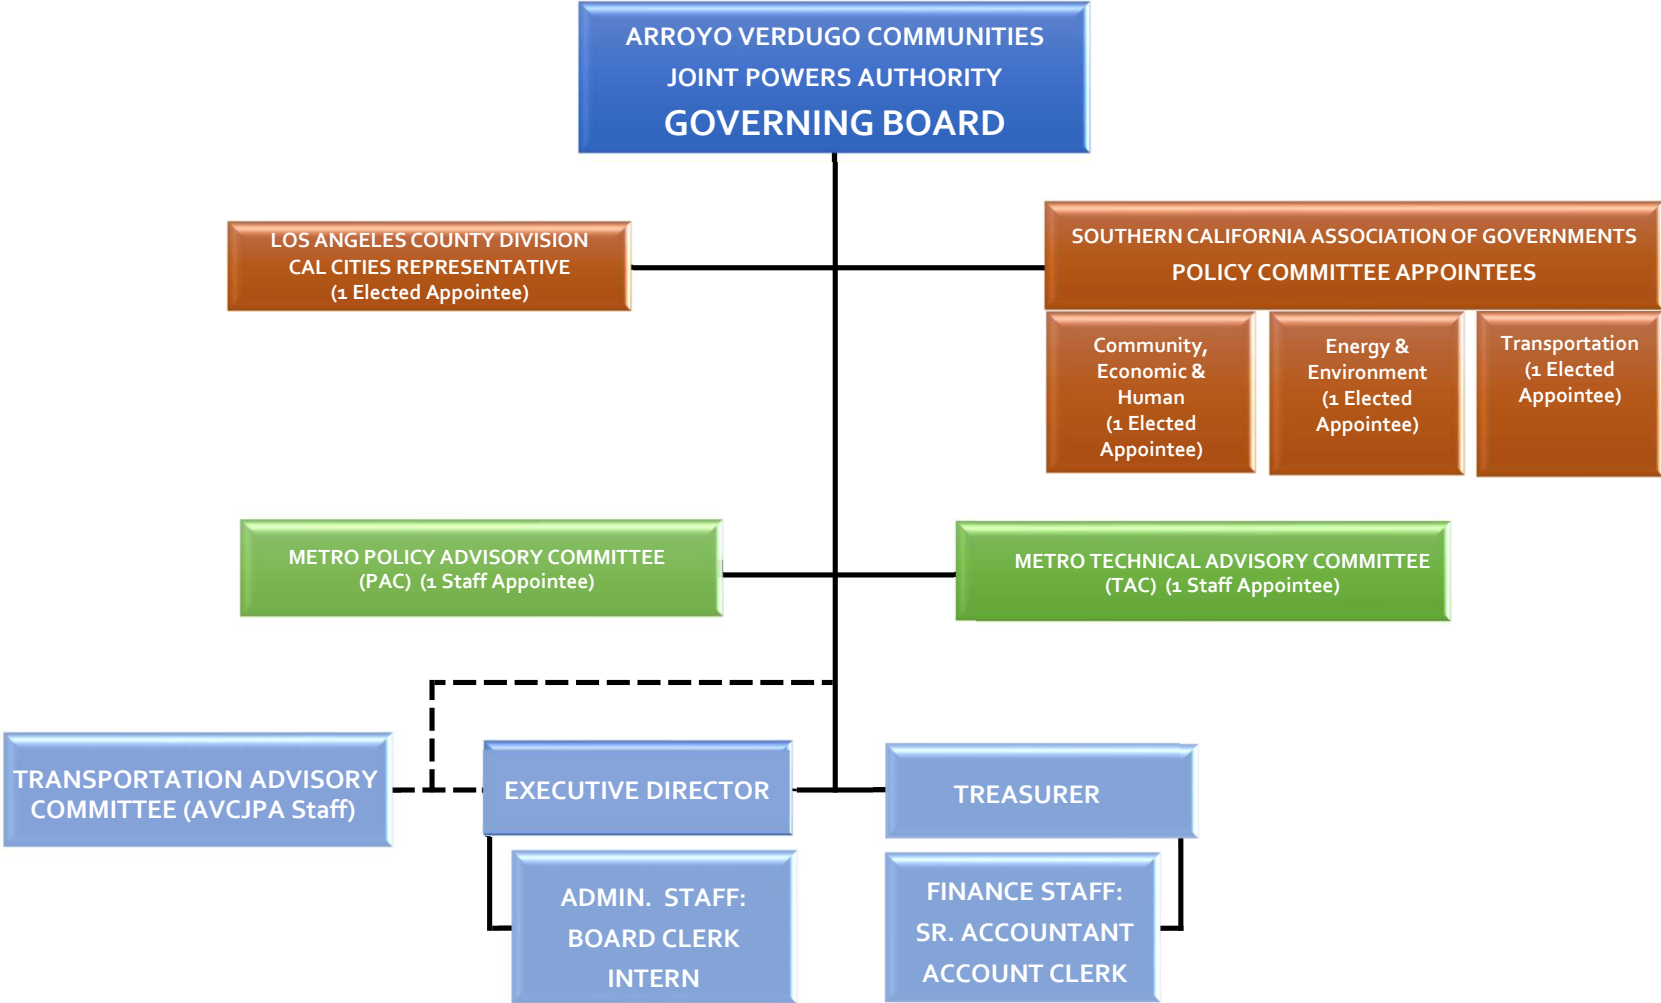 ARROYO VERDUGO COMMUNITIES
JOINT POWERS AUTHORITY
GOVERNING BOARD
LOS ANGELES COUNTY DIVISION
CAL CITIES REPRESENTATIVE
(1 Elected Appointee)
SOUTHERN CALIFORNIA ASSOCIATION OF GOVERNMENTS
POLICY COMMITTEE APPOINTEES
Community,
Economic &
Human
(1 Elected
Appointee)
Energy &
Environment
(1 Elected
Appointee)
Transportation
(1 Elected
Appointee)
METRO POLICY ADVISORY COMMITTEE
(PAC) (1 Staff Appointee)
METRO TECHNICAL ADVISORY COMMITTEE
(TAC) (1 Staff Appointee)
TRANSPORTATION ADVISORY
COMMITTEE (AVCJPA Staff)
EXECUTIVE DIRECTOR
TREASURER
ADMIN. STAFF:
BOARD CLERK
INTERN
FINANCE STAFF:
SR. ACCOUNTANT
ACCOUNT CLERK